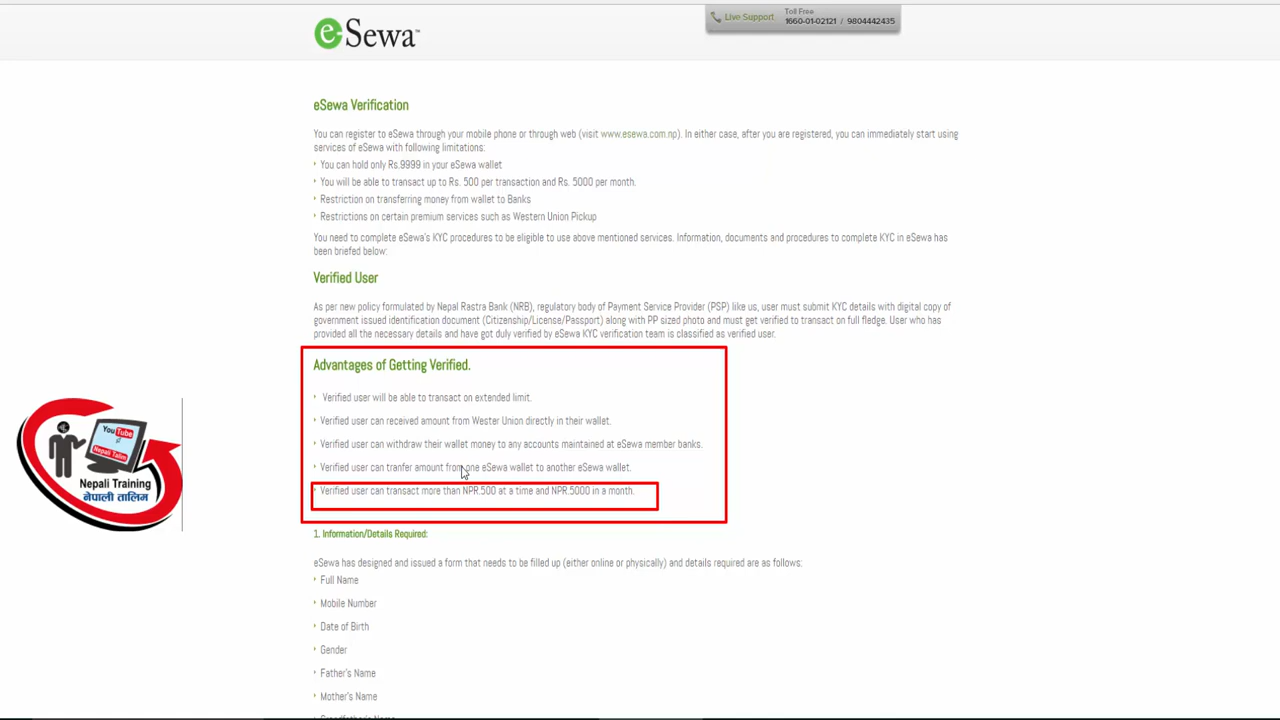 eSewa™
Live Support
Toll Free
1660-01-02121 / 9804442435
eSewa Verification
You can register to eSewa through your mobile phone or through web (visit www.esewa.com.np). In either case, after you are registered, you can immediately start using
services of eSewa with following limitations:
You can hold only Rs.9999 in your eSewa wallet
You will be able to transact up to Rs. 500 per transaction and Rs. 5000 per month.
Restriction on transferring money from wallet to Banks
Restrictions on certain premium services such as Western Union Pickup
You need to complete eSewa's KYC procedures to be eligible to use above mentioned services. Information, documents and procedures to complete KYC in eSewa has
been briefed below:
Verified User
As per new policy formulated by Nepal Rastra Bank (NRB), regulatory body of Payment Service Provider (PSP) like us, user must submit KYC details with digital copy of
government issued identification document (Citizenship/License/Passport) along with PP sized photo and must get verified to transact on full fledge. User who has
provided all the necessary details and have got duly verified by eSewa KYC verification team is classified as verified user.
Advantages of Getting Verified.
Verified user will be able to transact on extended limit.
Verified user can received amount from Wester Union directly in their wallet.
Verified user can withdraw their wallet money to any accounts maintained at eSewa member banks.
Verified user can tranfer amount from one eSewa wallet to another eSewa wallet.
Verified user can transact more than NPR.500 at a time and NPR.5000 in a month.
You Tube
Nepali Talim
Nepali Training
नेपाली तालिम
1. Information/Details Required:
eSewa has designed and issued a form that needs to be filled up (either online or physically) and details required are as follows:
Full Name
Mobile Number
Date of Birth
Gender
Father's Name
Mother's Name
Grandfather's Name